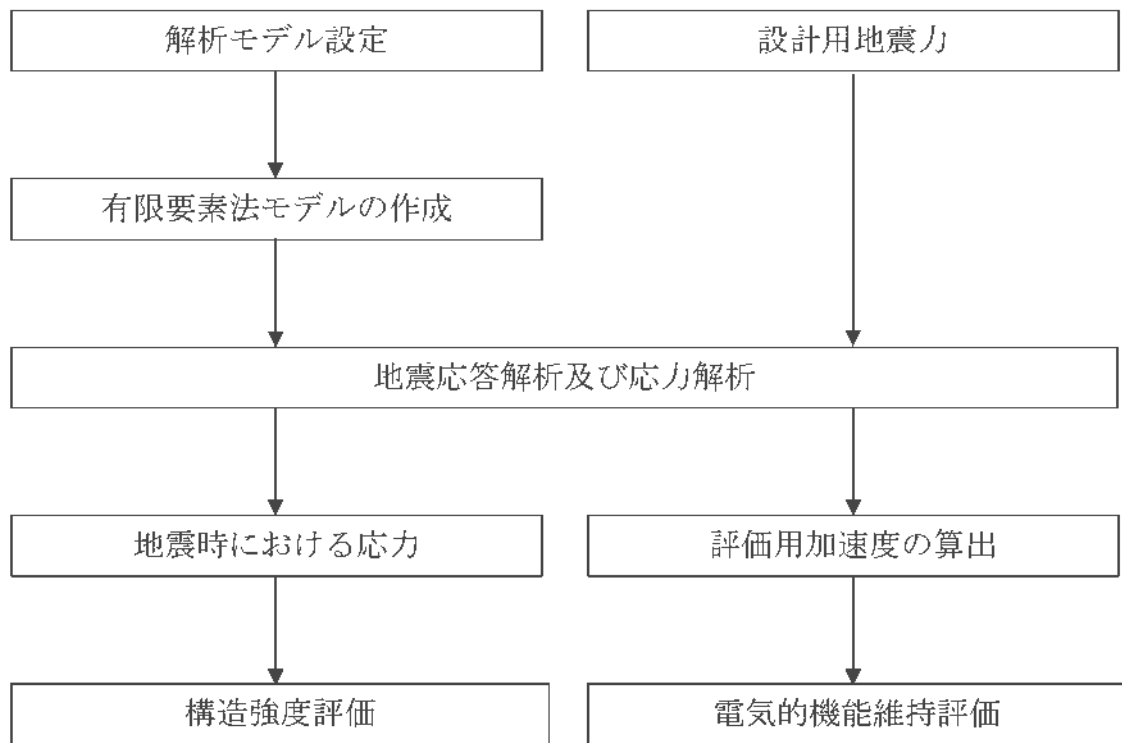 解析モデル設定
設計用地震力
有限要素法モデルの作成
地震応答解析及び応力解析
地震時における応力
評価用加速度の算出
構造強度評価
電気的機能維持評価